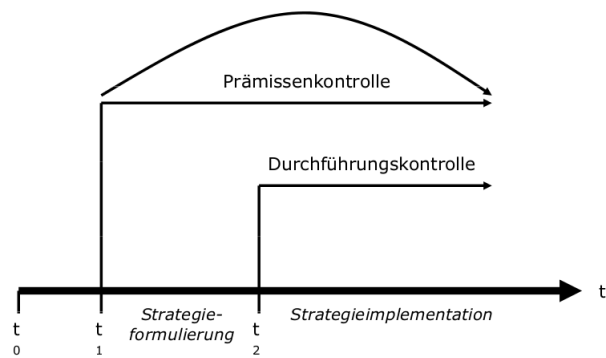 Prämissenkontrolle
Durchführungskontrolle
t
Strategie-
formulierung
Strategieimplementation
t
0
t
1
t
2